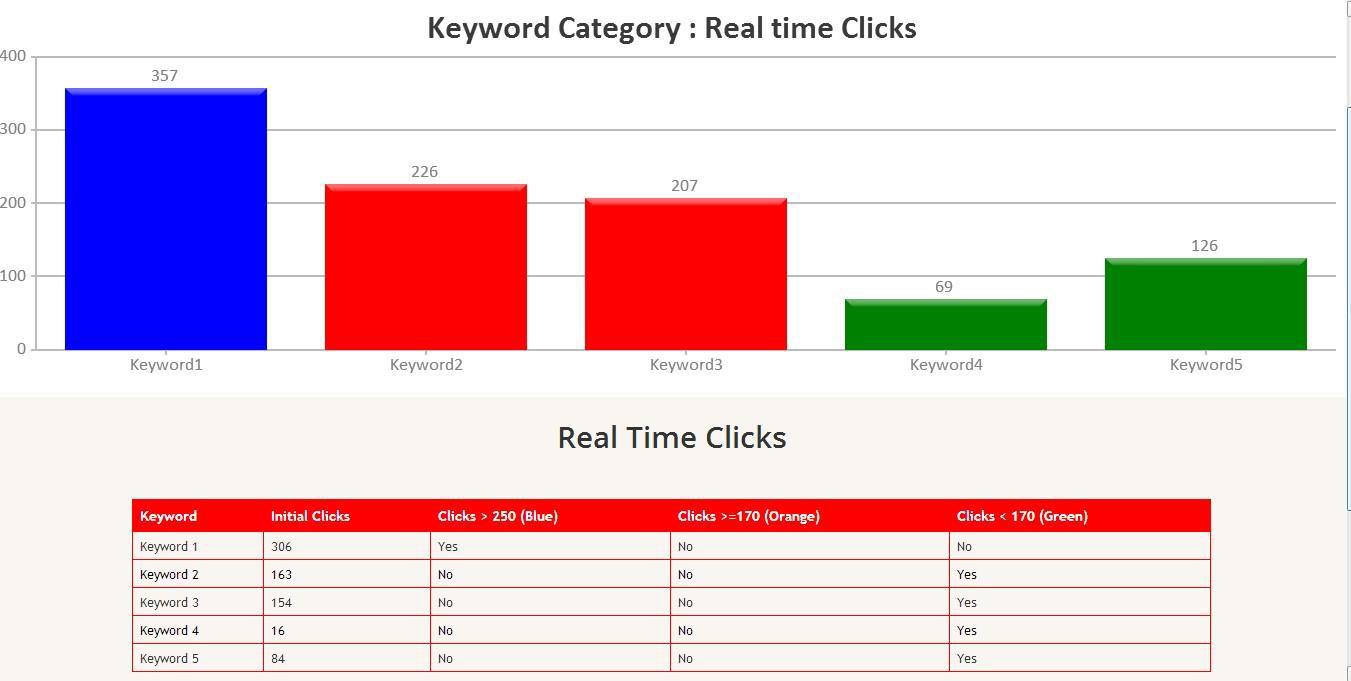 Keyword Category : Real time Clicks
400
357
300
226
207
200
126
100
69
0
Keyword1 Keyword2 Keyword3 Keyword4 Keyword5
Real Time Clicks
Keyword Initial Clicks Clicks > 250 (Blue) Clicks >=170 (Orange) Clicks < 170 (Green)
Keyword 1 306 Yes No No
Keyword 2 163 No No Yes
Keyword 3 154 No No Yes
Keyword 4 16 No No Yes
Keyword 5 84 No No Yes